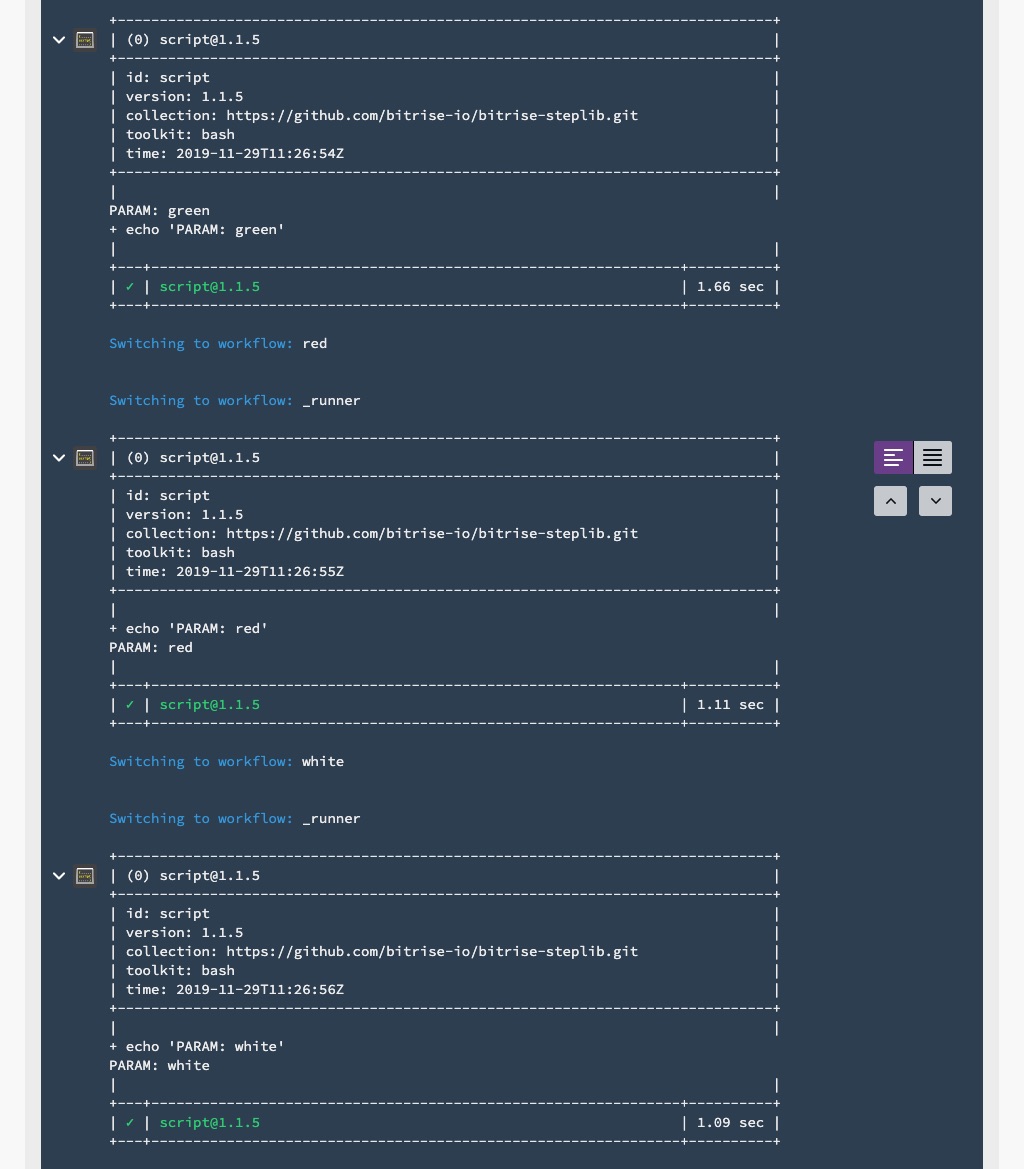 +------------------------------------------------------------------------------+
| (0) script@1.1.5                                                             |
+------------------------------------------------------------------------------+
| id: script                                                                   |
| version: 1.1.5                                                               |
| collection: https://github.com/bitrise-io/bitrise-steplib.git                |
| toolkit: bash                                                                |
| time: 2019-11-29T11:26:54Z                                                   |
+------------------------------------------------------------------------------+
|                                                                              |
PARAM: green
+ echo 'PARAM: green'
|                                                                              |
+---+---------------------------------------------------------------+----------+
| ✓ | script@1.1.5                                                  | 1.66 sec |
+---+---------------------------------------------------------------+----------+
Switching to workflow: red
Switching to workflow: _runner
+------------------------------------------------------------------------------+
| (0) script@1.1.5                                                             |
+------------------------------------------------------------------------------+
| id: script                                                                   |
| version: 1.1.5                                                               |
| collection: https://github.com/bitrise-io/bitrise-steplib.git                |
| toolkit: bash                                                                |
| time: 2019-11-29T11:26:55Z                                                   |
+------------------------------------------------------------------------------+
|                                                                              |
+ echo 'PARAM: red'
PARAM: red
|                                                                              |
+---+---------------------------------------------------------------+----------+
| ✓ | script@1.1.5                                                  | 1.11 sec |
+---+---------------------------------------------------------------+----------+
Switching to workflow: white
Switching to workflow: _runner
+------------------------------------------------------------------------------+
| (0) script@1.1.5                                                             |
+------------------------------------------------------------------------------+
| id: script                                                                   |
| version: 1.1.5                                                               |
| collection: https://github.com/bitrise-io/bitrise-steplib.git                |
| toolkit: bash                                                                |
| time: 2019-11-29T11:26:56Z                                                   |
+------------------------------------------------------------------------------+
|                                                                              |
+ echo 'PARAM: white'
PARAM: white
|                                                                              |
+---+---------------------------------------------------------------+----------+
| ✓ | script@1.1.5                                                  | 1.09 sec |
+---+---------------------------------------------------------------+----------+